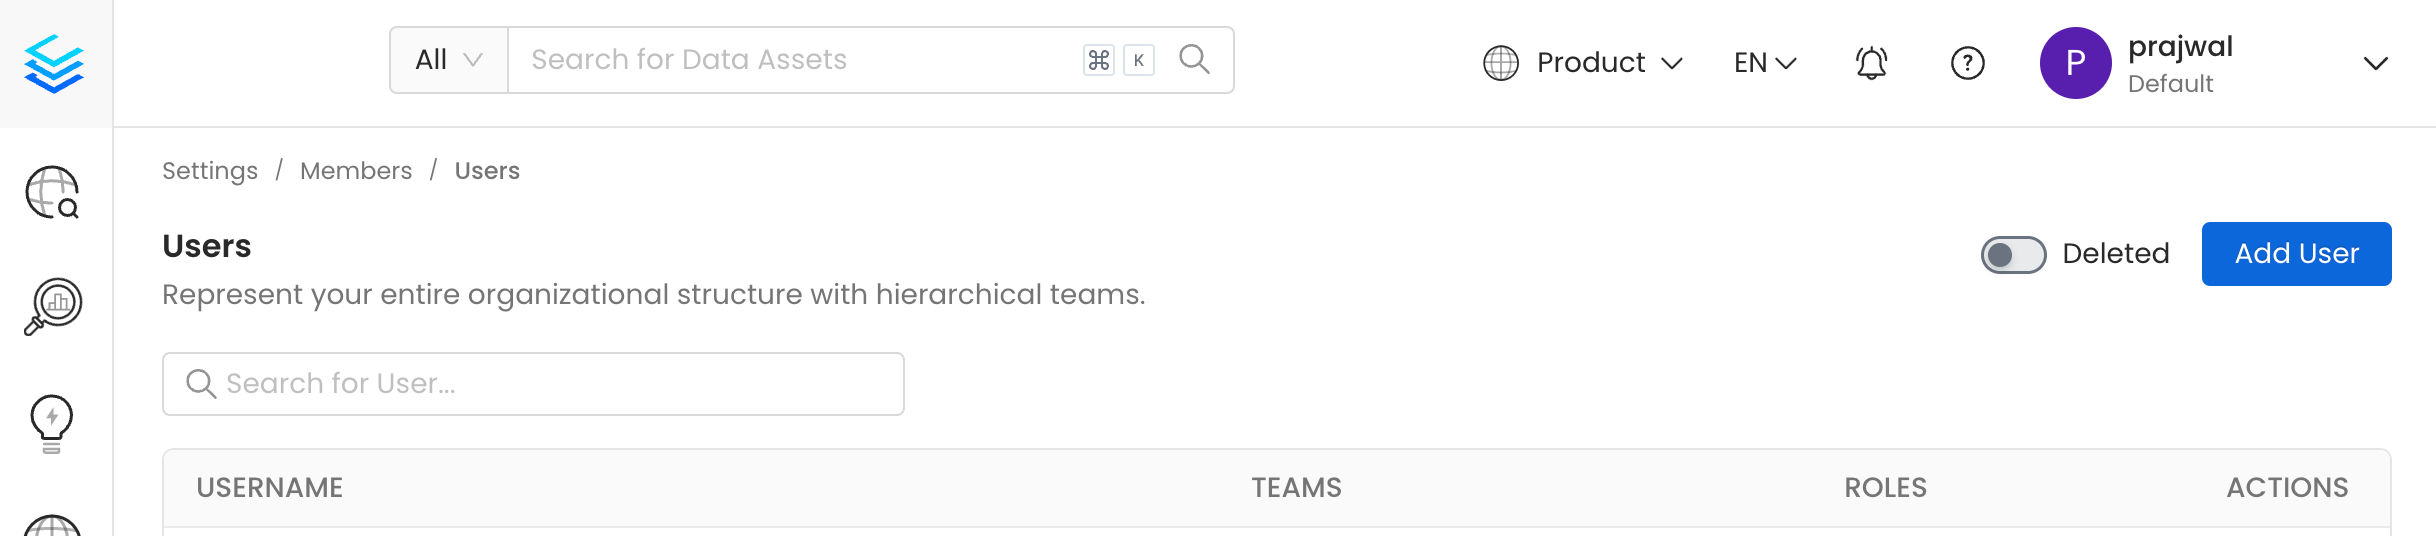 All
Search for Data Assets
⌘ K
Product
EN
?
P
prajwal
Default
Settings / Members / Users
Users
Represent your entire organizational structure with hierarchical teams.
Deleted
Add User
Search for User...
USERNAME TEAMS ROLES ACTIONS